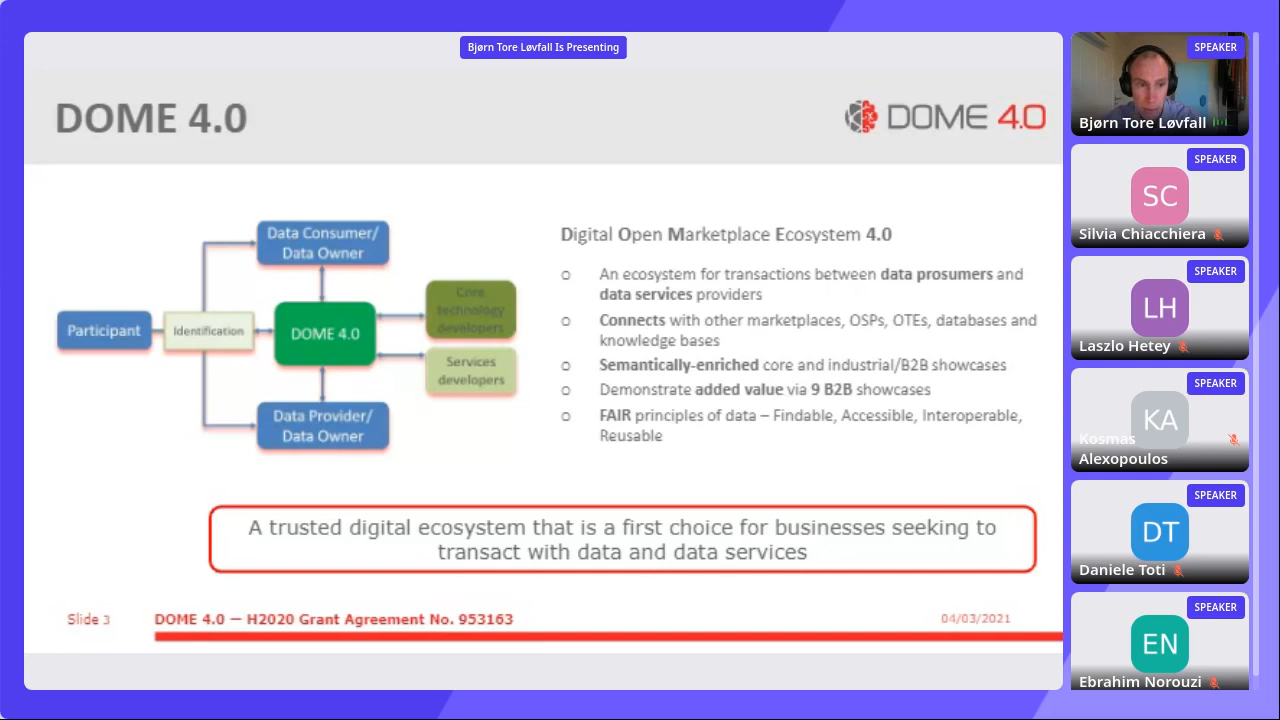 Bjørn Tore Løvfall Is Presenting
DOME 4.0
DOME 4.0
Data Consumer/
Data Owner
Participant
Identification
DOME 4.0
Core
technology
developers
Services
developers
Data Provider/
Data Owner
Digital Open Marketplace Ecosystem 4.0
o An ecosystem for transactions between data prosumers and
data services providers
o Connects with other marketplaces, OSPs, OTEs, databases and
knowledge bases
o Semantically-enriched core and industrial/B2B showcases
o Demonstrate added value via 9 B2B showcases
o FAIR principles of data – Findable, Accessible, Interoperable,
Reusable
A trusted digital ecosystem that is a first choice for businesses seeking to
transact with data and data services
Slide 3
DOME 4.0 — H2020 Grant Agreement No. 953163
04/03/2021
SPEAKER
Bjørn Tore Løvfall
SPEAKER
SC
Silvia Chiacchiera
SPEAKER
LH
Laszlo Hetey
SPEAKER
KA
Kosmas
Alexopoulos
SPEAKER
DT
Daniele Toti
SPEAKER
EN
Ebrahim Norouzi